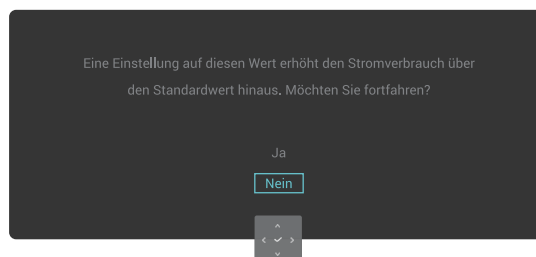 Eine Einstellung auf diesen Wert erhöht den Stromverbrauch über
den Standardwert hinaus. Möchten Sie fortfahren?
Ja
Nein